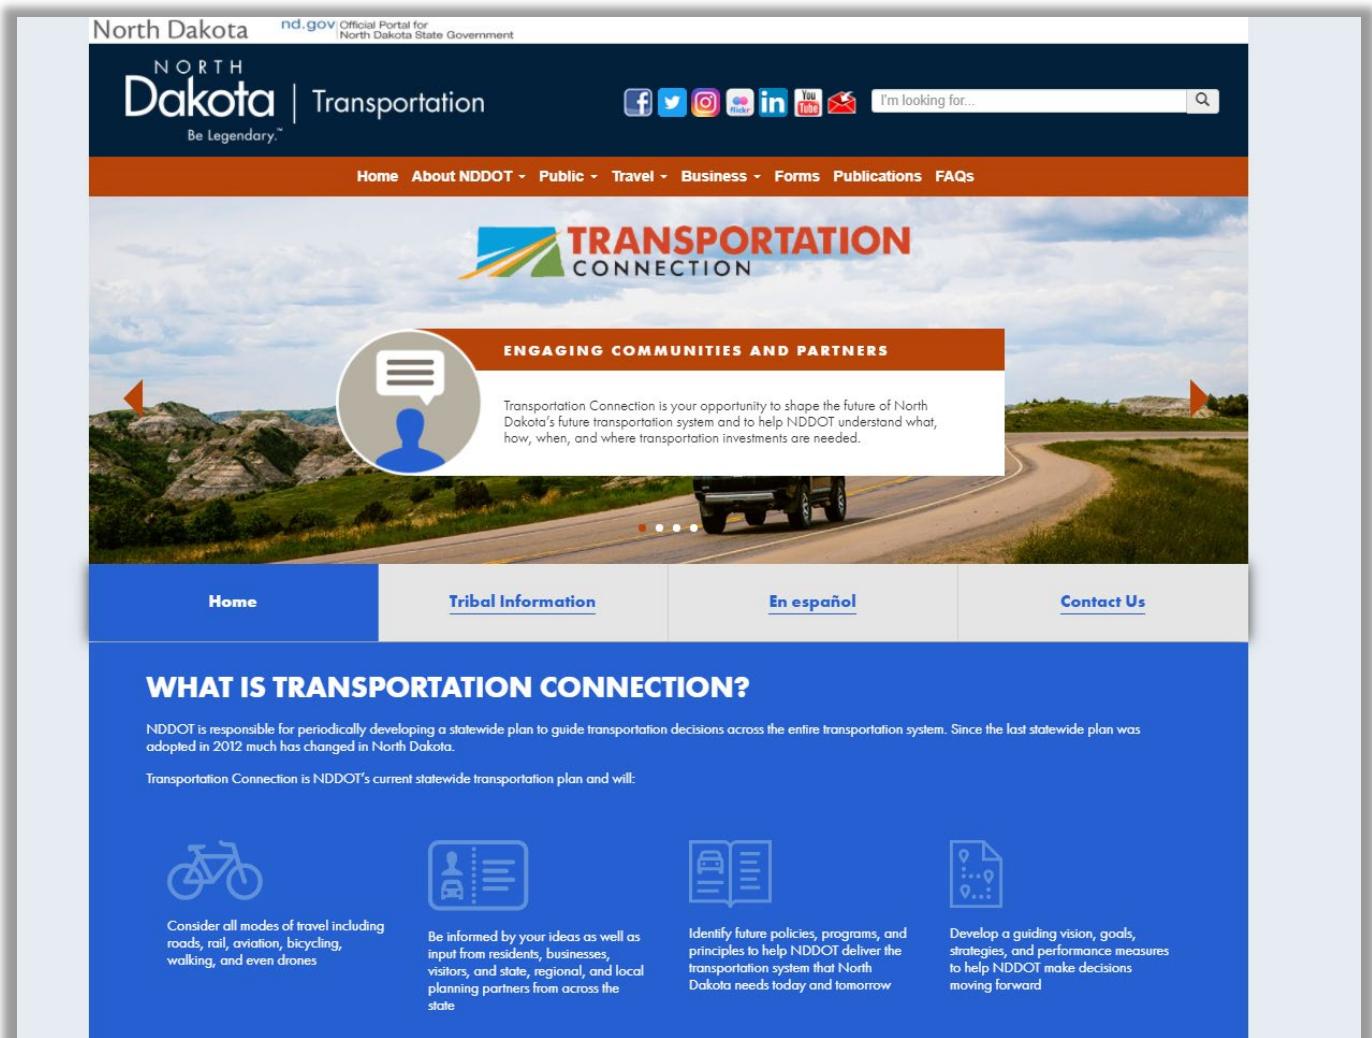 North Dakota
nd.gov Official Portal for
North Dakota State Government
NORTH
Dakota | Transportation
Be Legendary.™
flickr
in
You
Tube
I'm looking for...
Home About NDDOT Public Travel Business Forms Publications FAQs
TRANSPORTATION
CONNECTION
ENGAGING COMMUNITIES AND PARTNERS
Transportation Connection is your opportunity to shape the future of North
Dakota's future transportation system and to help NDDOT understand what,
how, when, and where transportation investments are needed.
Home
Tribal Information
En español
Contact Us
WHAT IS TRANSPORTATION CONNECTION?
NDDOT is responsible for periodically developing a statewide plan to guide transportation decisions across the entire transportation system. Since the last statewide plan was
adopted in 2012 much has changed in North Dakota.
Transportation Connection is NDDOT's current statewide transportation plan and will:
Consider all modes of travel including
roads, rail, aviation, bicycling,
walking, and even drones
Be informed by your ideas as well as
input from residents, businesses,
visitors, and state, regional, and local
planning partners from across the
state
Identify future policies, programs, and
principles to help NDDOT deliver the
transportation system that North
Dakota needs today and tomorrow
Develop a guiding vision, goals,
strategies, and performance measures
to help NDDOT make decisions
moving forward